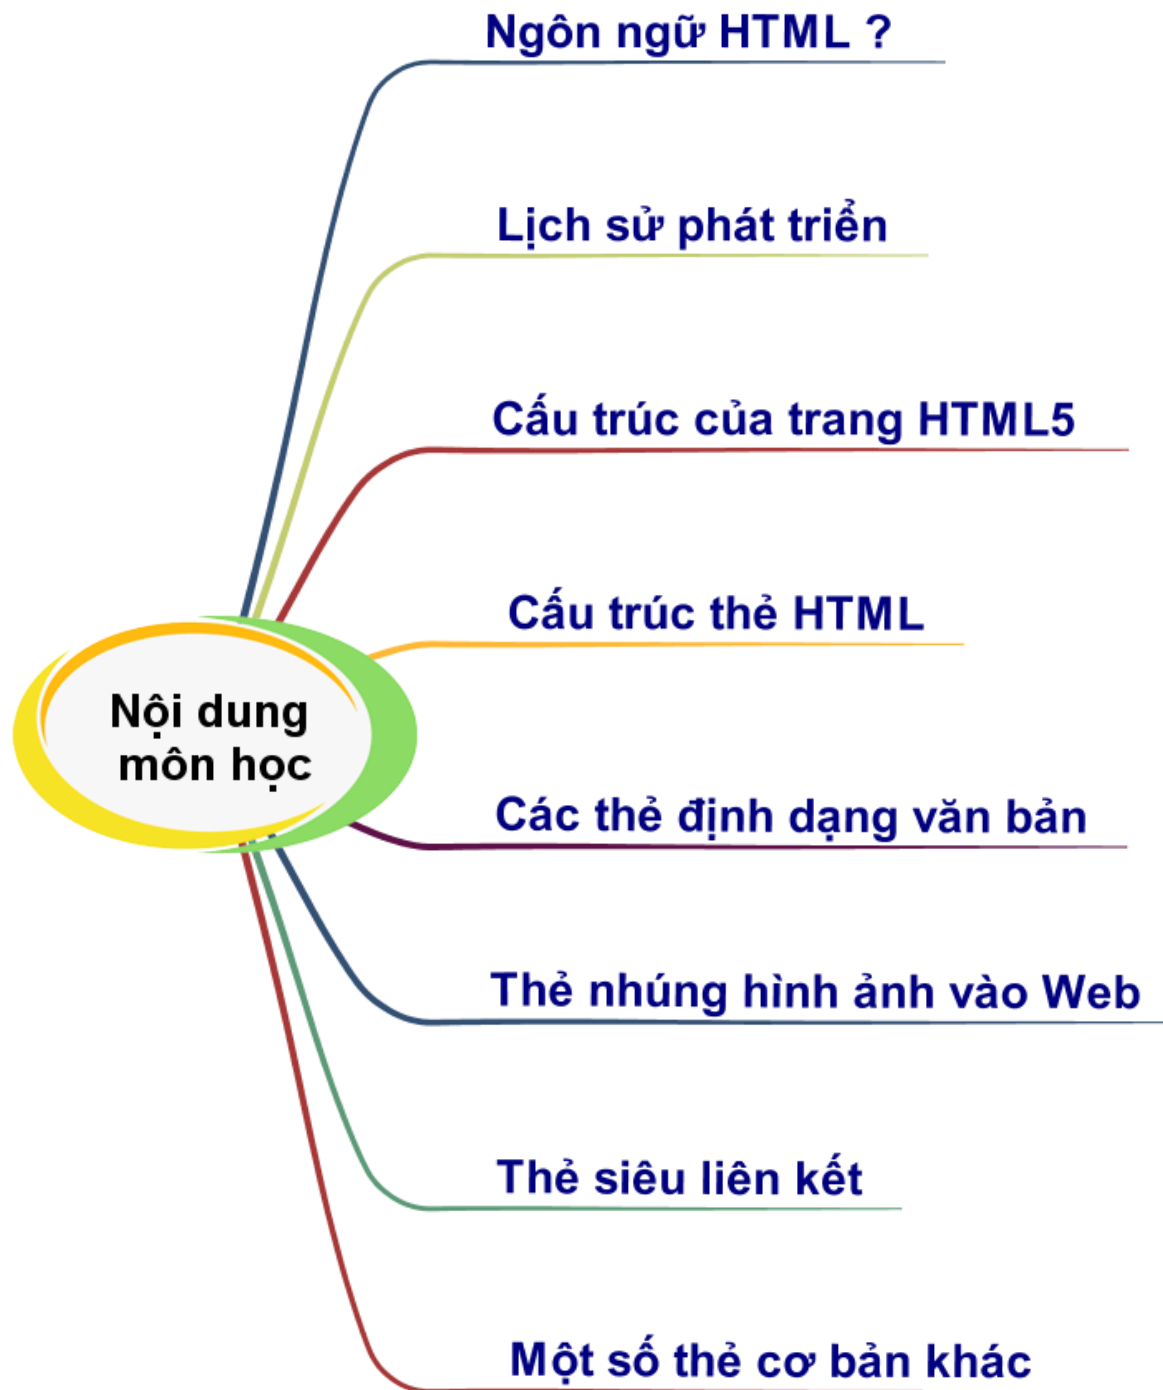 Ngôn ngữ HTML ?
Lịch sử phát triển
Cấu trúc của trang HTML5
Cấu trúc thẻ HTML
Nội dung
môn học
Các thẻ định dạng văn bản
Thẻ nhúng hình ảnh vào Web
Thẻ siêu liên kết
Một số thẻ cơ bản khác